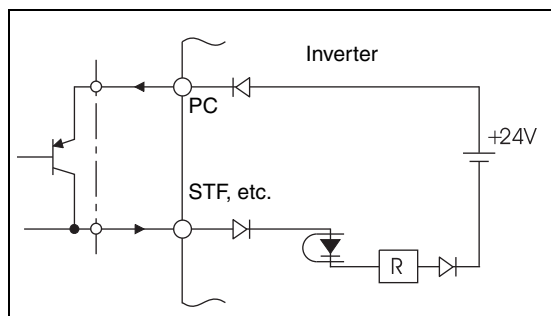 Inverter
PC
+24V
STF, etc.
R